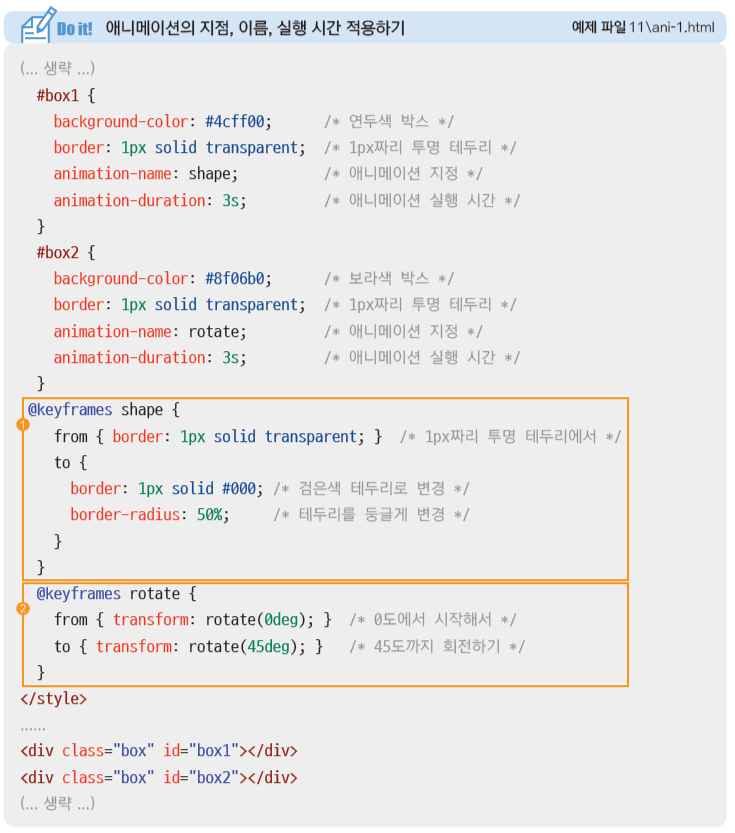 Do it! 애니메이션의 지점, 이름, 실행 시간 적용하기 예제 파일 11\ani-1.html
(... 생략 ...)
#box1 {
background-color: #4cff00; /* 연두색 박스 */
border: 1px solid transparent; /* 1px짜리 투명 테두리 */
animation-name: shape; /* 애니메이션 지정 */
animation-duration: 3s; /* 애니메이션 실행 시간 */
}
#box2 {
background-color: #8f06b0; /* 보라색 박스 */
border: 1px solid transparent; /* 1px짜리 투명 테두리 */
animation-name: rotate; /* 애니메이션 지정 */
animation-duration: 3s; /* 애니메이션 실행 시간 */
}
@keyframes shape {
1
from { border: 1px solid transparent; } /* 1px짜리 투명 테두리에서 */
to {
border: 1px solid #000; /* 검은색 테두리로 변경 */
border-radius: 50%; /* 테두리를 둥글게 변경 */
}
}
@keyframes rotate {
2
from { transform: rotate(0deg); } /* 0도에서 시작해서 */
to { transform: rotate(45deg); } /* 45도까지 회전하기 */
}
</style>
......
<div class="box" id="box1"></div>
<div class="box" id="box2"></div>
(... 생략 ...)